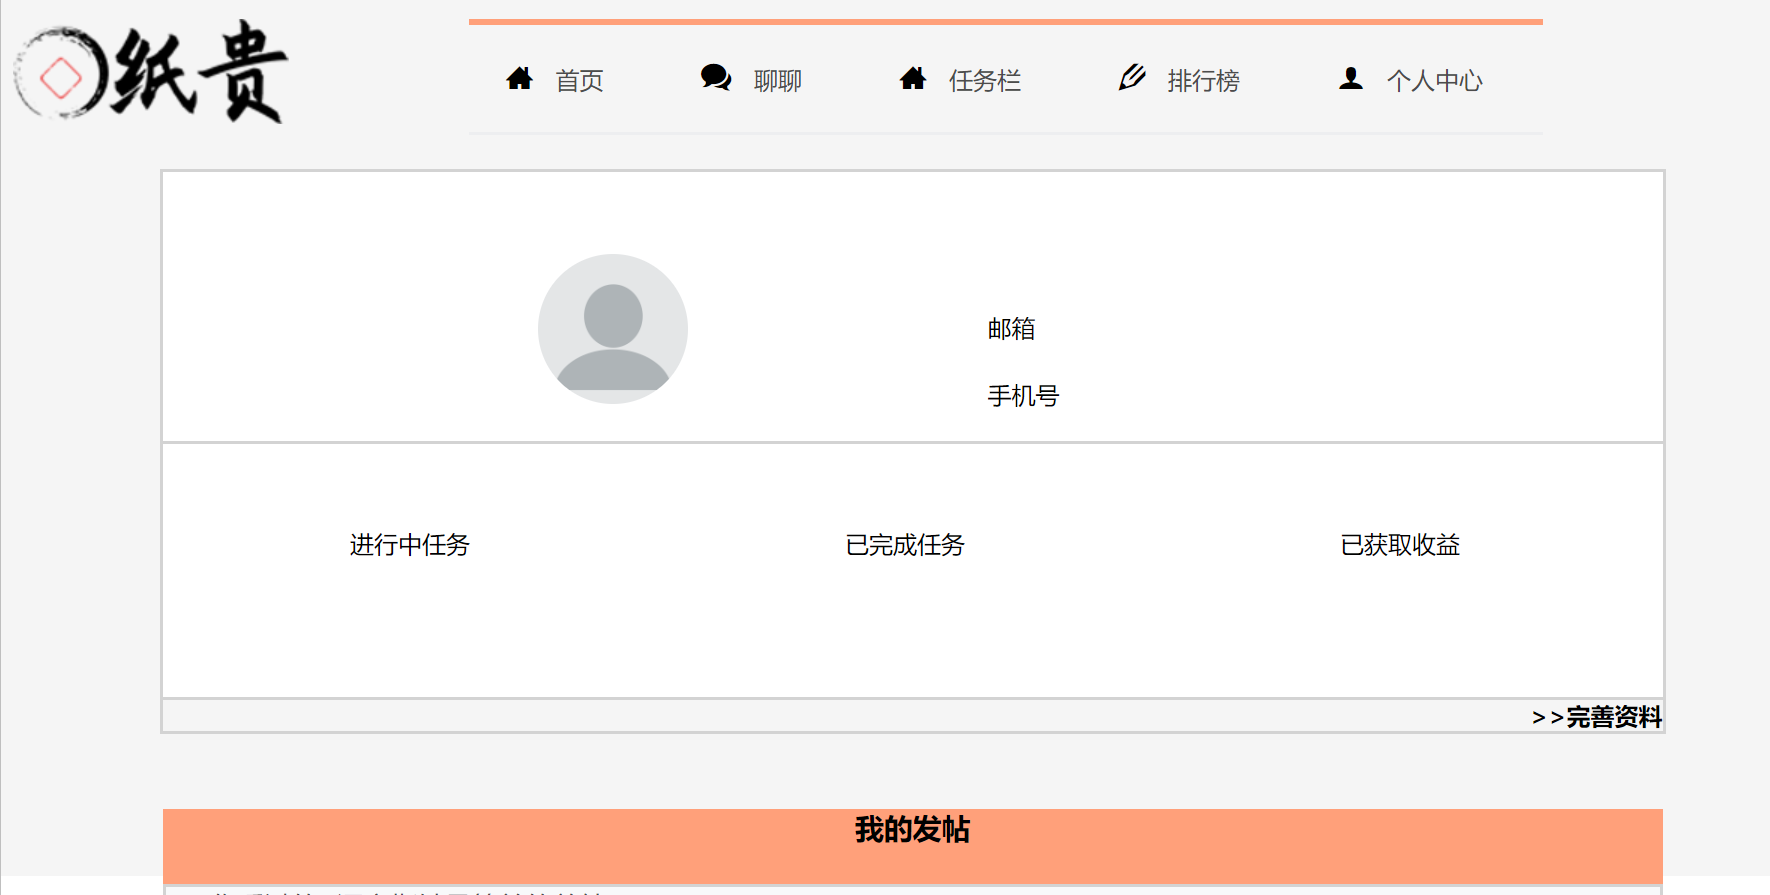 纸贵
首页 聊聊 任务栏 排行榜 个人中心
邮箱
手机号
进行中任务 已完成任务 已获取收益
>>完善资料
我的发帖